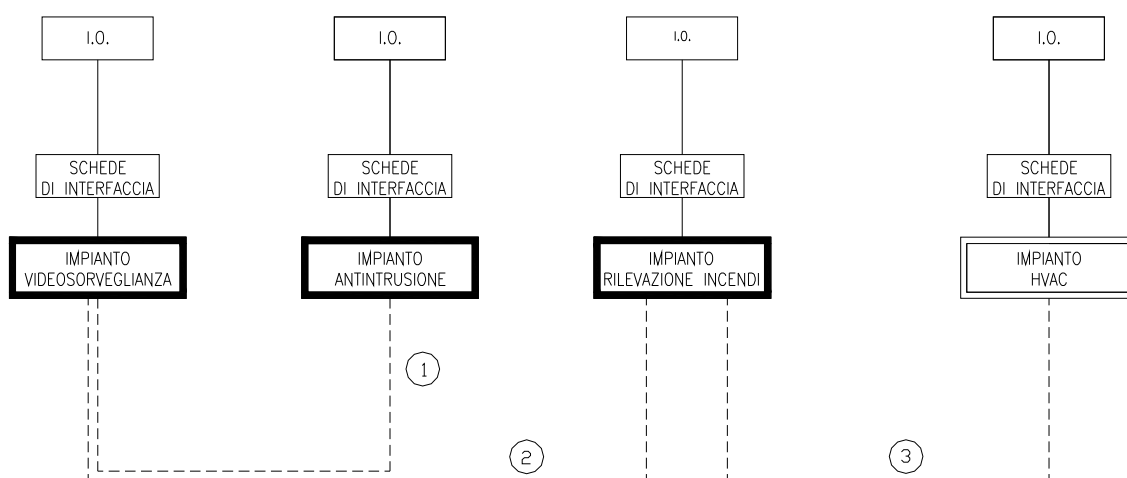 I.O.
I.O.
I.O.
I.O.
SCHEDE
DI INTERFACCIA
SCHEDE
DI INTERFACCIA
SCHEDE
DI INTERFACCIA
SCHEDE
DI INTERFACCIA
IMPIANTO
VIDEOSORVEGLIANZA
IMPIANTO
ANTINTRUSIONE
IMPIANTO
RILEVAZIONE INCENDI
IMPIANTO
HVAC
1
2
3